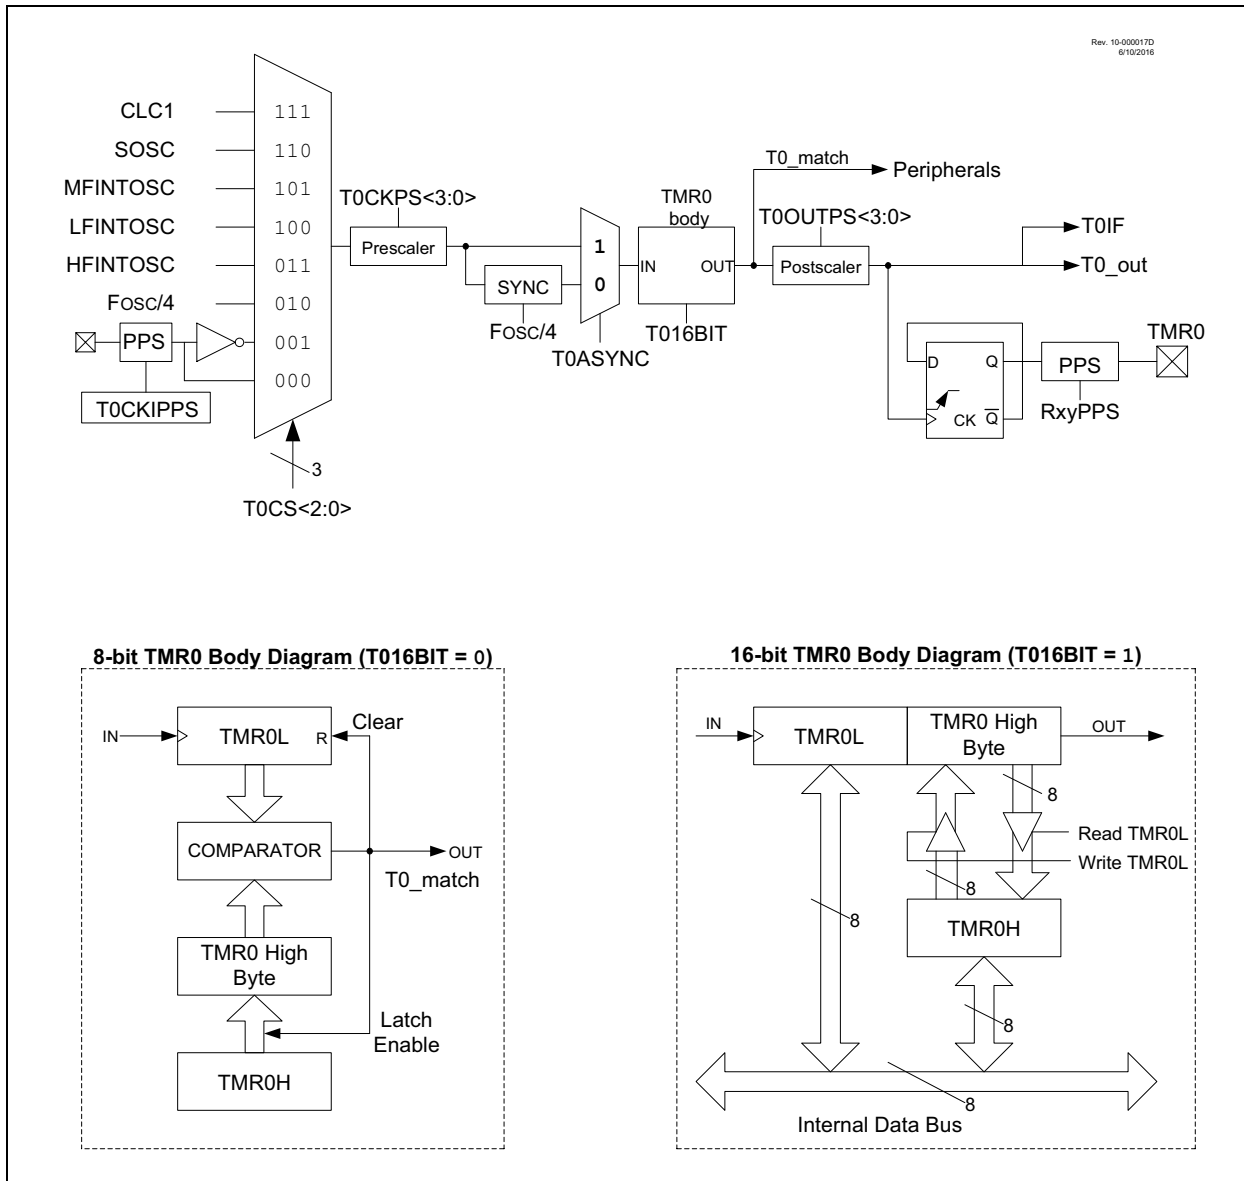 Rev. 10-000017D
6/10/2016
CLC1
111
SOSC
110
MFINTOSC
101
LFINTOSC
100
HFINTOSC
011
FOSC/4
010
PPS
001
000
T0CKIPPS
3
T0CS<2:0>
T0CKPS<3:0>
Prescaler
SYNC
FOSC/4
1
0
T0ASYNC
TMR0
body
IN
OUT
T016BIT
T0_match
Peripherals
T0OUTPS<3:0>
Postscaler
T0IF
T0_out
D
Q
CK
Q
PPS
RxyPPS
TMR0
8-bit TMR0 Body Diagram (T016BIT = 0)
IN
TMR0L
R
Clear
COMPARATOR
OUT
T0_match
TMR0 High
Byte
Latch
Enable
TMR0H
16-bit TMR0 Body Diagram (T016BIT = 1)
IN
TMR0L
TMR0 High
Byte
OUT
8
Read TMR0L
Write TMR0L
8
8
TMR0H
8
8
Internal Data Bus